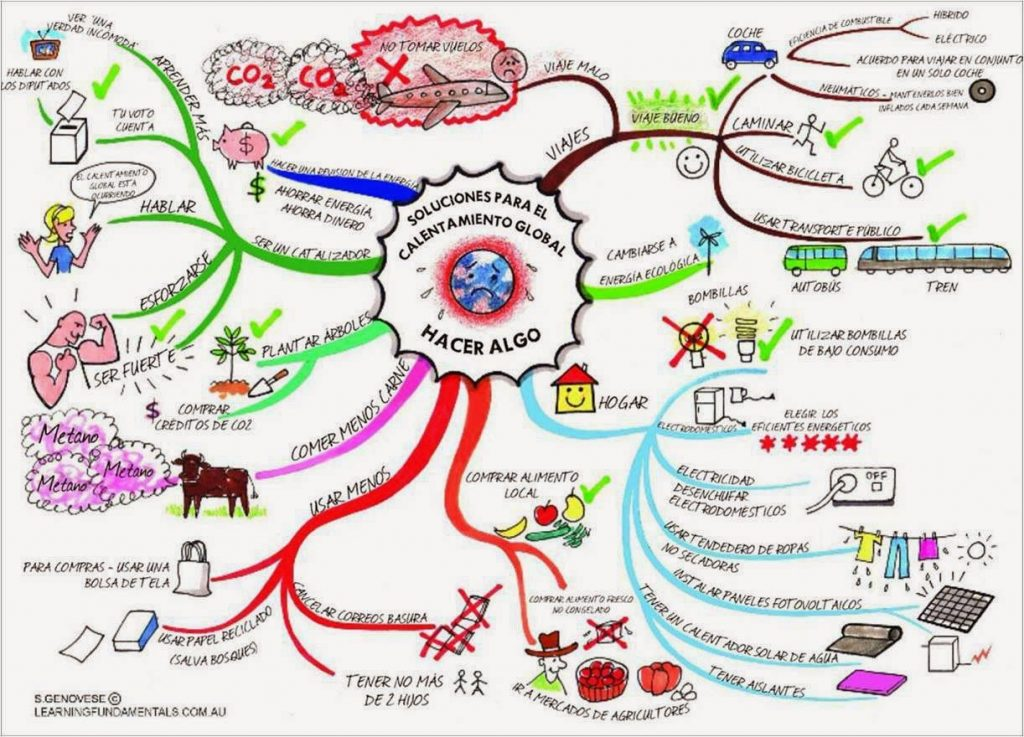 SOLUCIONES PARA EL
CALENTAMIENTO GLOBAL
HACER ALGO
VIAJES
VIAJE MALO
NO TOMAR VUELOS
CO2
CO2
VIAJE BUENO
COCHE
EFICIENCIA DE COMBUSTIBLE
HIBRIDO
ELÉCTRICO
ACUERDO PARA VIAJAR EN CONJUNTO
EN UN SOLO COCHE
NEUMÁTICOS - MANTENERLOS BIEN
INFLADOS CADA SEMANA
CAMINAR
UTILIZAR BICICLETA
USAR TRANSPORTE PÚBLICO
AUTOBÚS
TREN
CAMBIARSE A
ENERGÍA ECOLÓGICA
HOGAR
BOMBILLAS
UTILIZAR BOMBILLAS
DE BAJO CONSUMO
ELECTRODOMÉSTICOS
ELEGIR LOS
EFICIENTES ENERGÉTICOS
ELECTRICIDAD
DESENCHUFAR
ELECTRODOMÉSTICOS
OFF
USAR TENDEDERO DE ROPAS
NO SECADORAS
INSTALAR PANELES FOTOVOLTAICOS
TENER UN CALENTADOR SOLAR DE AGUA
TENER AISLANTES
COMPRAR ALIMENTO
LOCAL
COMPRAR ALIMENTO FRESCO
NO CONGELADO
IR A MERCADOS DE AGRICULTORES
USAR MENOS
PARA COMPRAS - USAR UNA
BOLSA DE TELA
USAR PAPEL RECICLADO
(SALVA BOSQUES)
CANCELAR CORREOS BASURA
TENER NO MÁS
DE 2 HIJOS
COMER MENOS CARNE
Metano
Metano
Metano
PLANTAR ÁRBOLES
$ COMPRAR
CRÉDITOS DE CO2
SER UN CATALIZADOR
APRENDER MÁS
VER "UNA
VERDAD INCÓMODA"
HABLAR CON
LOS DIPUTADOS
TU VOTO
CUENTA
HABLAR
EL CALENTAMIENTO
GLOBAL ESTÁ
OCURRIENDO
ESFORZARSE
SER FUERTE
HACER UNA REVISION DE LA ENERGÍA
$
$ AHORRAR ENERGÍA,
AHORRA DINERO
S.GENOVESE ©
LEARNINGFUNDAMENTALS.COM.AU